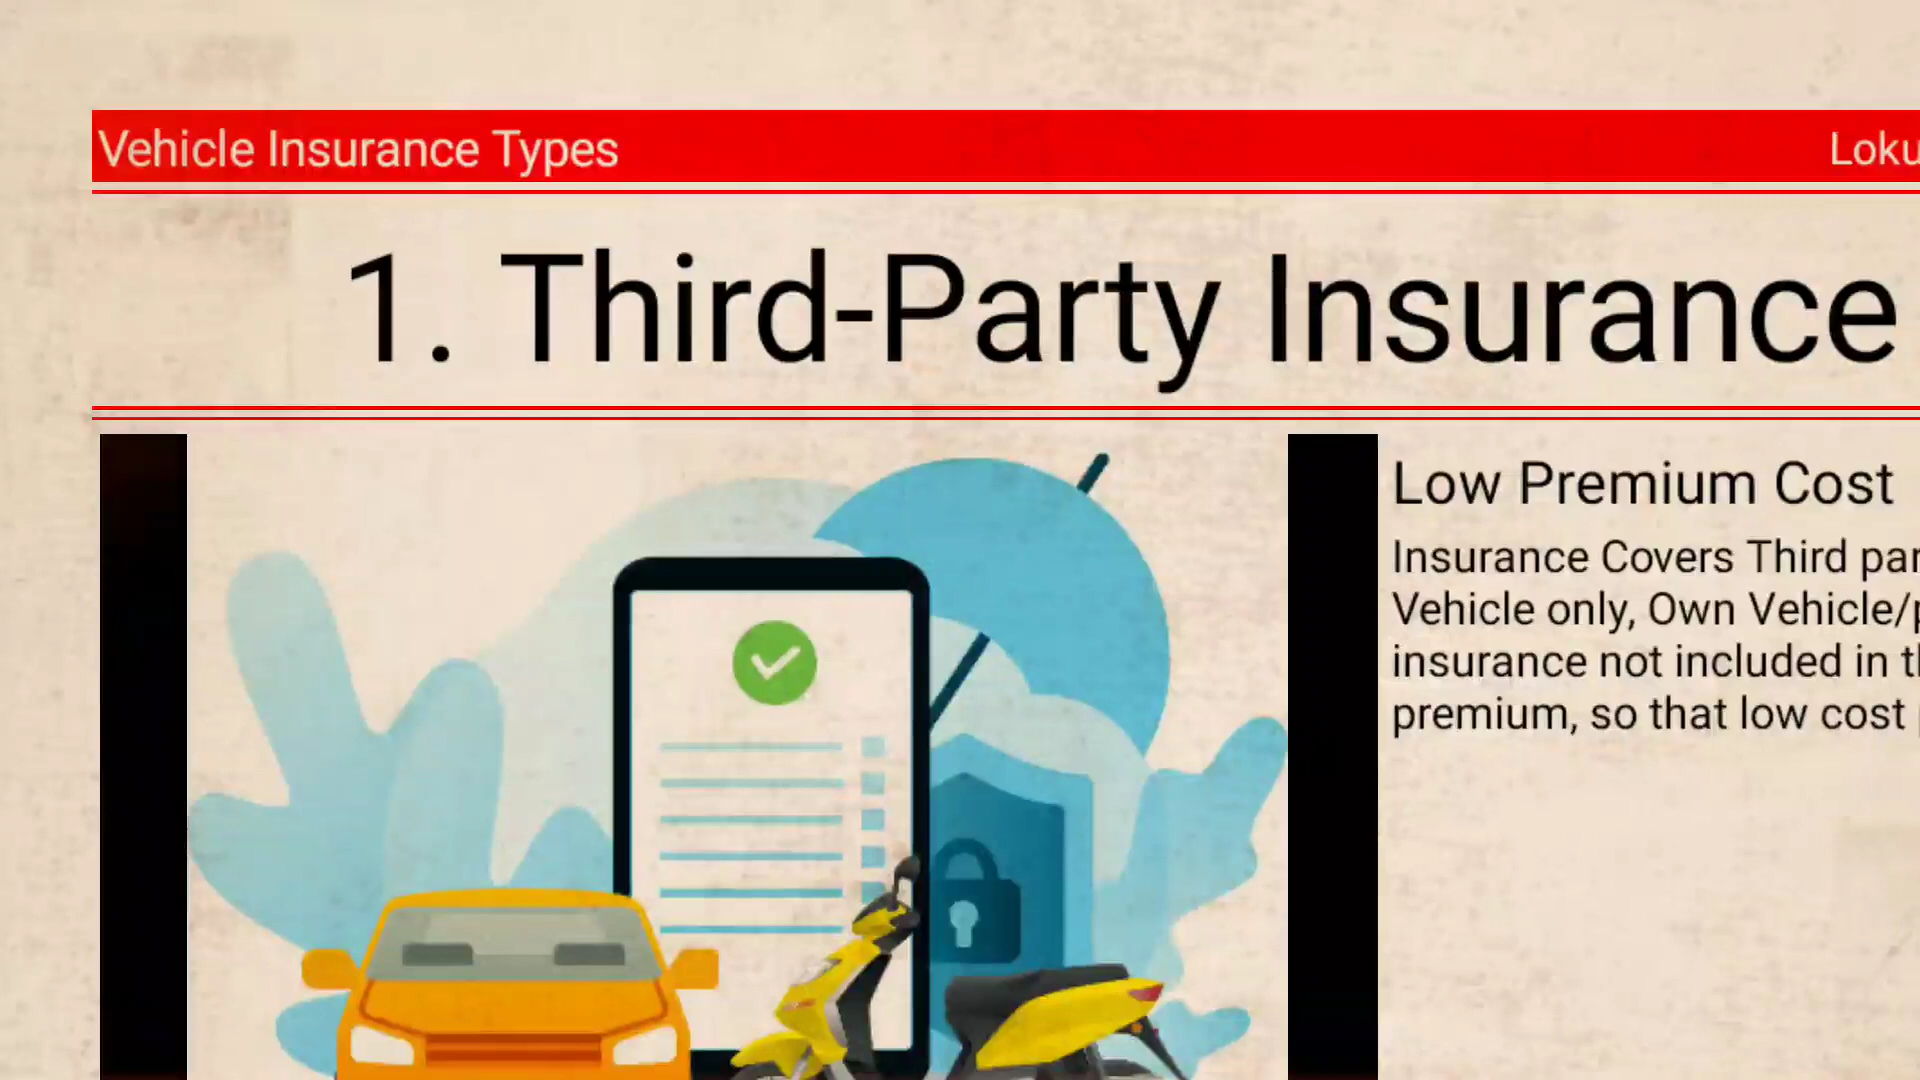 Vehicle Insurance Types
1. Third-Party Insurance
Low Premium Cost
Insurance Covers Third
Vehicle only, Own
insurance not included in
premium, so that low cost